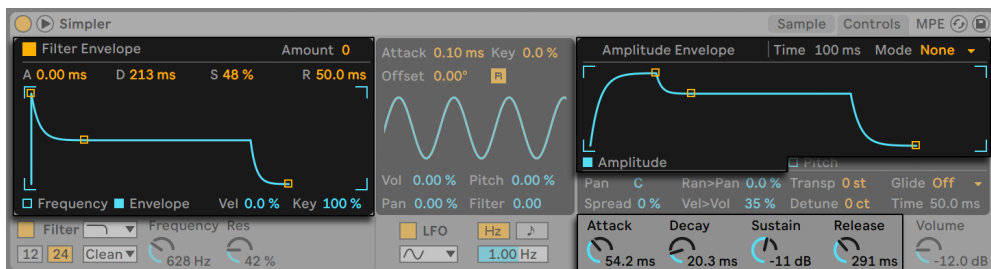 Simpler Sample Controls MPE
Filter Envelope Amount 0
A 0.00 ms D 213 ms S 48 % R 50.0 ms
Frequency Envelope Vel 0.0 % Key 100 %
Attack 0.10 ms Key 0.0 %
Offset 0.00° R
Vol 0.00 % Pitch 0.00 %
Pan 0.00 % Filter 0.00
Amplitude Envelope Time 100 ms Mode None
Amplitude Pitch
Pan C Ran>Pan 0.0 % Transp 0 st Glide Off
Spread 0 % Vel>Vol 35 % Detune 0 ct Time 50.0 ms
Filter Frequency Res
12 24 Clean 628 Hz 42 %
LFO Hz ♪
1.00 Hz
Attack Decay Sustain Release Volume
54.2 ms 20.3 ms -11 dB 291 ms -12.0 dB